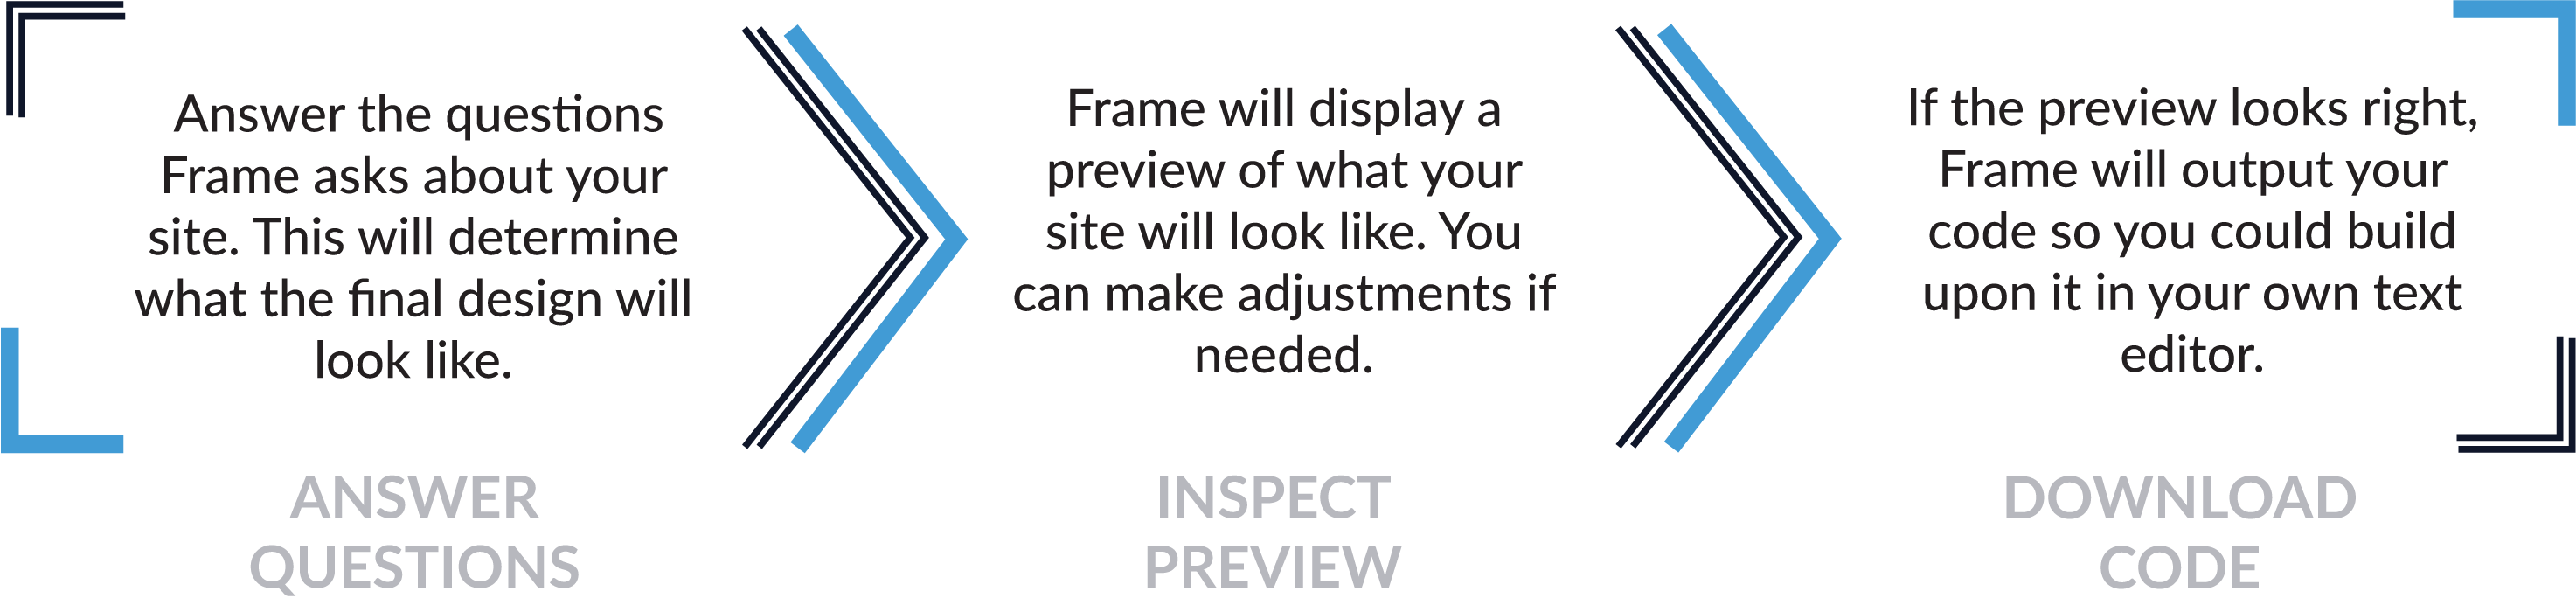 Answer the questions
Frame asks about your
site. This will determine
what the final design will
look like.
ANSWER
QUESTIONS
Frame will display a
preview of what your
site will look like. You
can make adjustments if
needed.
INSPECT
PREVIEW
If the preview looks right,
Frame will output your
code so you could build
upon it in your own text
editor.
DOWNLOAD
CODE